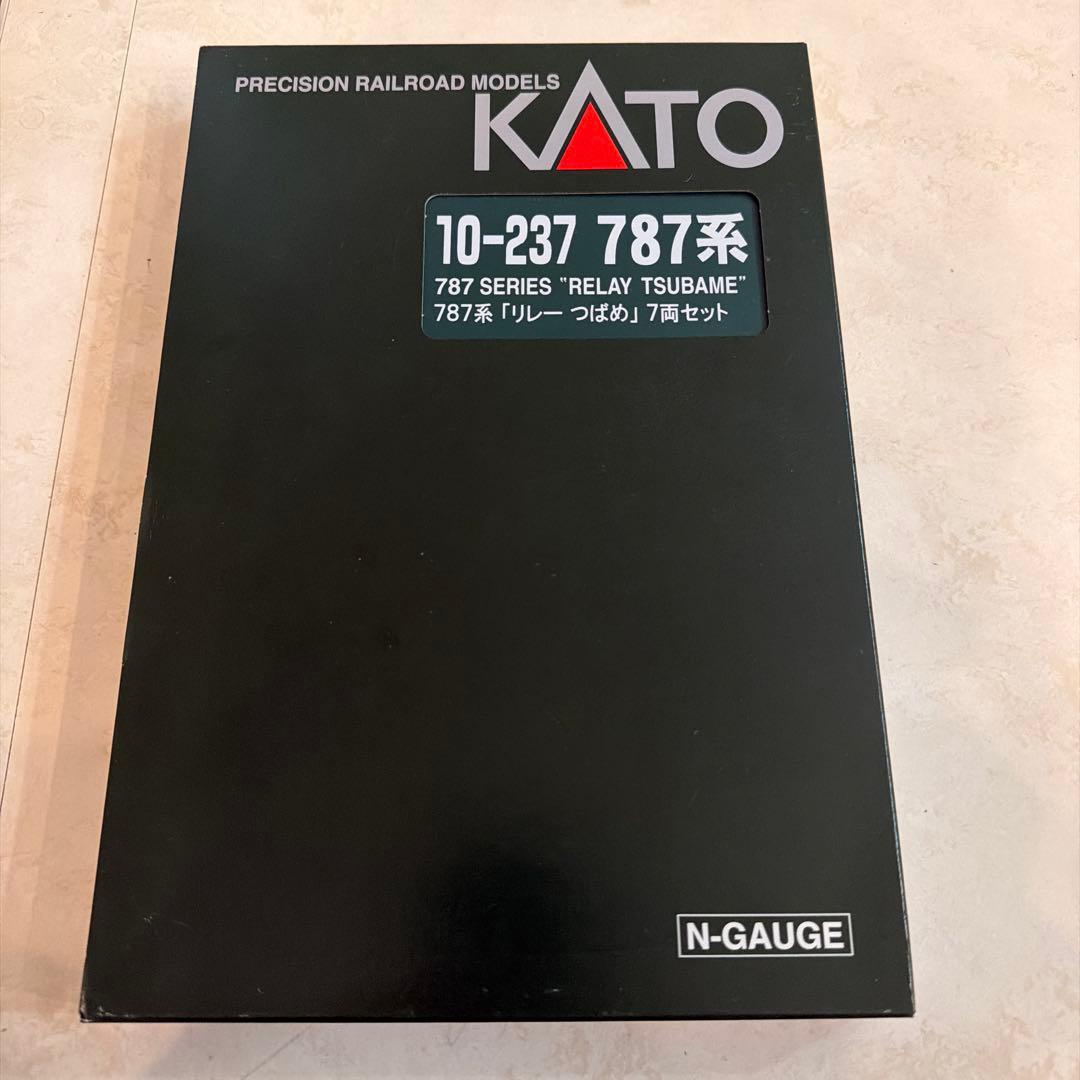 PRECISION RAILROAD MODELS
KATO
10-237 787系
787 SERIES "RELAY TSUBAME"
787系「リレー つばめ」7両セット
N-GAUGE